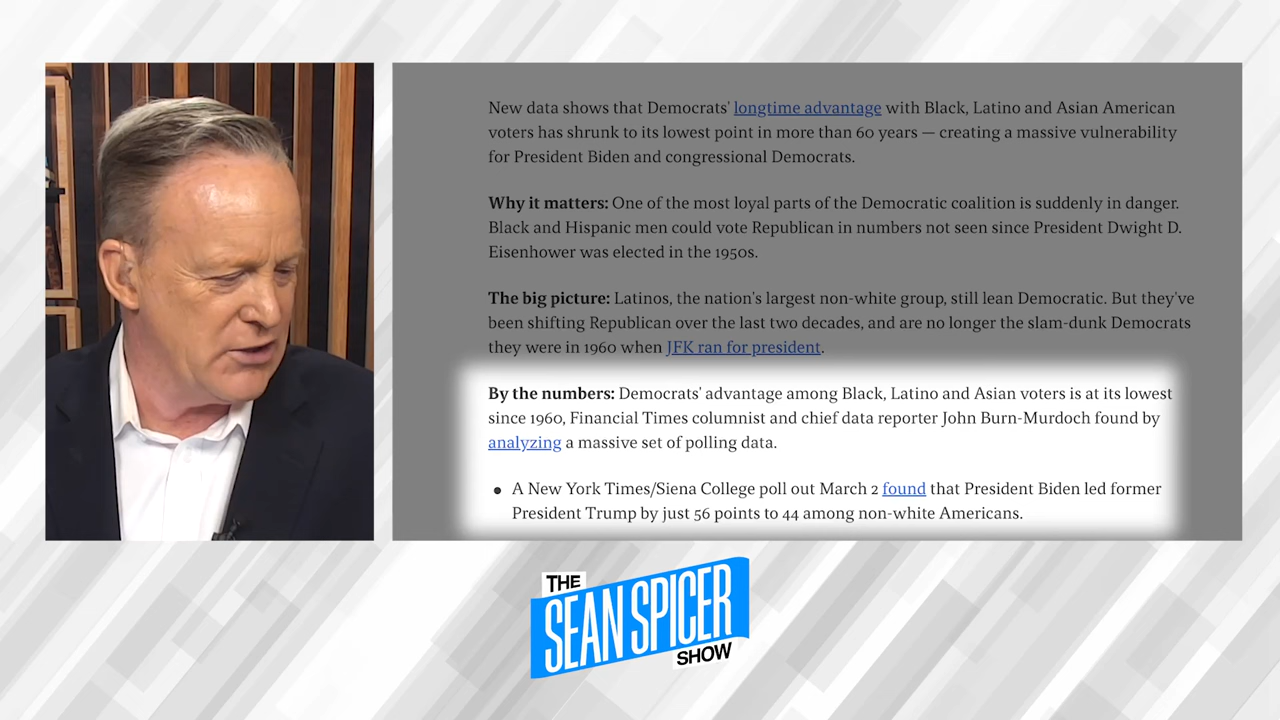 New data shows that Democrats' longtime advantage with Black, Latino and Asian American
voters has shrunk to its lowest point in more than 60 years — creating a massive vulnerability
for President Biden and congressional Democrats.
Why it matters: One of the most loyal parts of the Democratic coalition is suddenly in danger.
Black and Hispanic men could vote Republican in numbers not seen since President Dwight D.
Eisenhower was elected in the 1950s.
The big picture: Latinos, the nation's largest non-white group, still lean Democratic. But they've
been shifting Republican over the last two decades, and are no longer the slam-dunk Democrats
they were in 1960 when JFK ran for president.
By the numbers: Democrats' advantage among Black, Latino and Asian voters is at its lowest
since 1960, Financial Times columnist and chief data reporter John Burn-Murdoch found by
analyzing a massive set of polling data.
• A New York Times/Siena College poll out March 2 found that President Biden led former
President Trump by just 56 points to 44 among non-white Americans.
THE
SEAN SPICER
SHOW